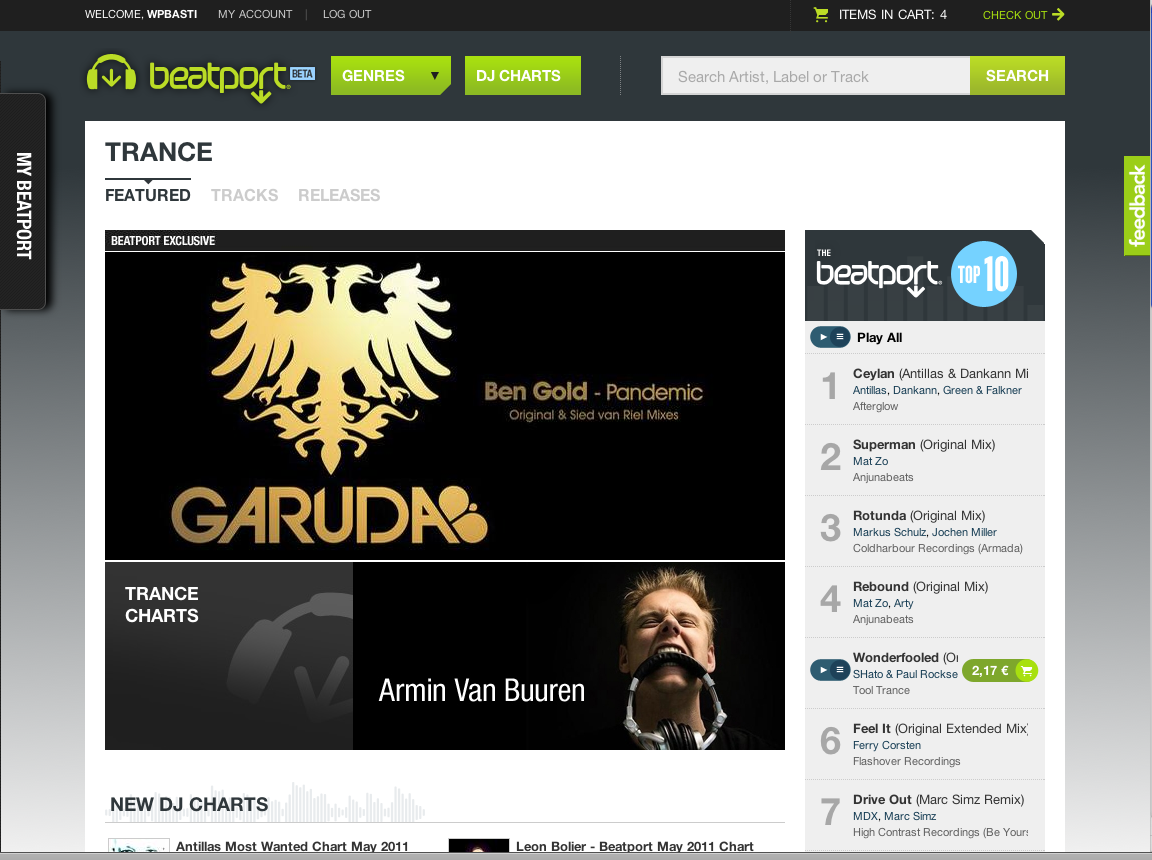 WELCOME, WPBASTI
MY ACCOUNT | LOG OUT
ITEMS IN CART: 4
CHECK OUT
beatport BETA
GENRES
DJ CHARTS
Search Artist, Label or Track
SEARCH
MY BEATPORT
feedback
TRANCE
FEATURED TRACKS RELEASES
BEATPORT EXCLUSIVE
Ben Gold - Pandemic
Original & Sied van Riel Mixes
GARUDA
TRANCE
CHARTS
Armin Van Buuren
NEW DJ CHARTS
Antillas Most Wanted Chart May 2011
Leon Bolier - Beatport May 2011 Chart
THE
beatport TOP 10
Play All
1 Ceylan (Antillas & Dankann Mi
Antillas, Dankann, Green & Falkner
Afterglow
2 Superman (Original Mix)
Mat Zo
Anjunabeats
3 Rotunda (Original Mix)
Markus Schulz, Jochen Miller
Coldharbour Recordings (Armada)
4 Rebound (Original Mix)
Mat Zo, Arty
Anjunabeats
Wonderfooled (Or
SHato & Paul Rockse
Tool Trance
2,17 €
6 Feel It (Original Extended Mix)
Ferry Corsten
Flashover Recordings
7 Drive Out (Marc Simz Remix)
MDX, Marc Simz
High Contrast Recordings (Be Yours